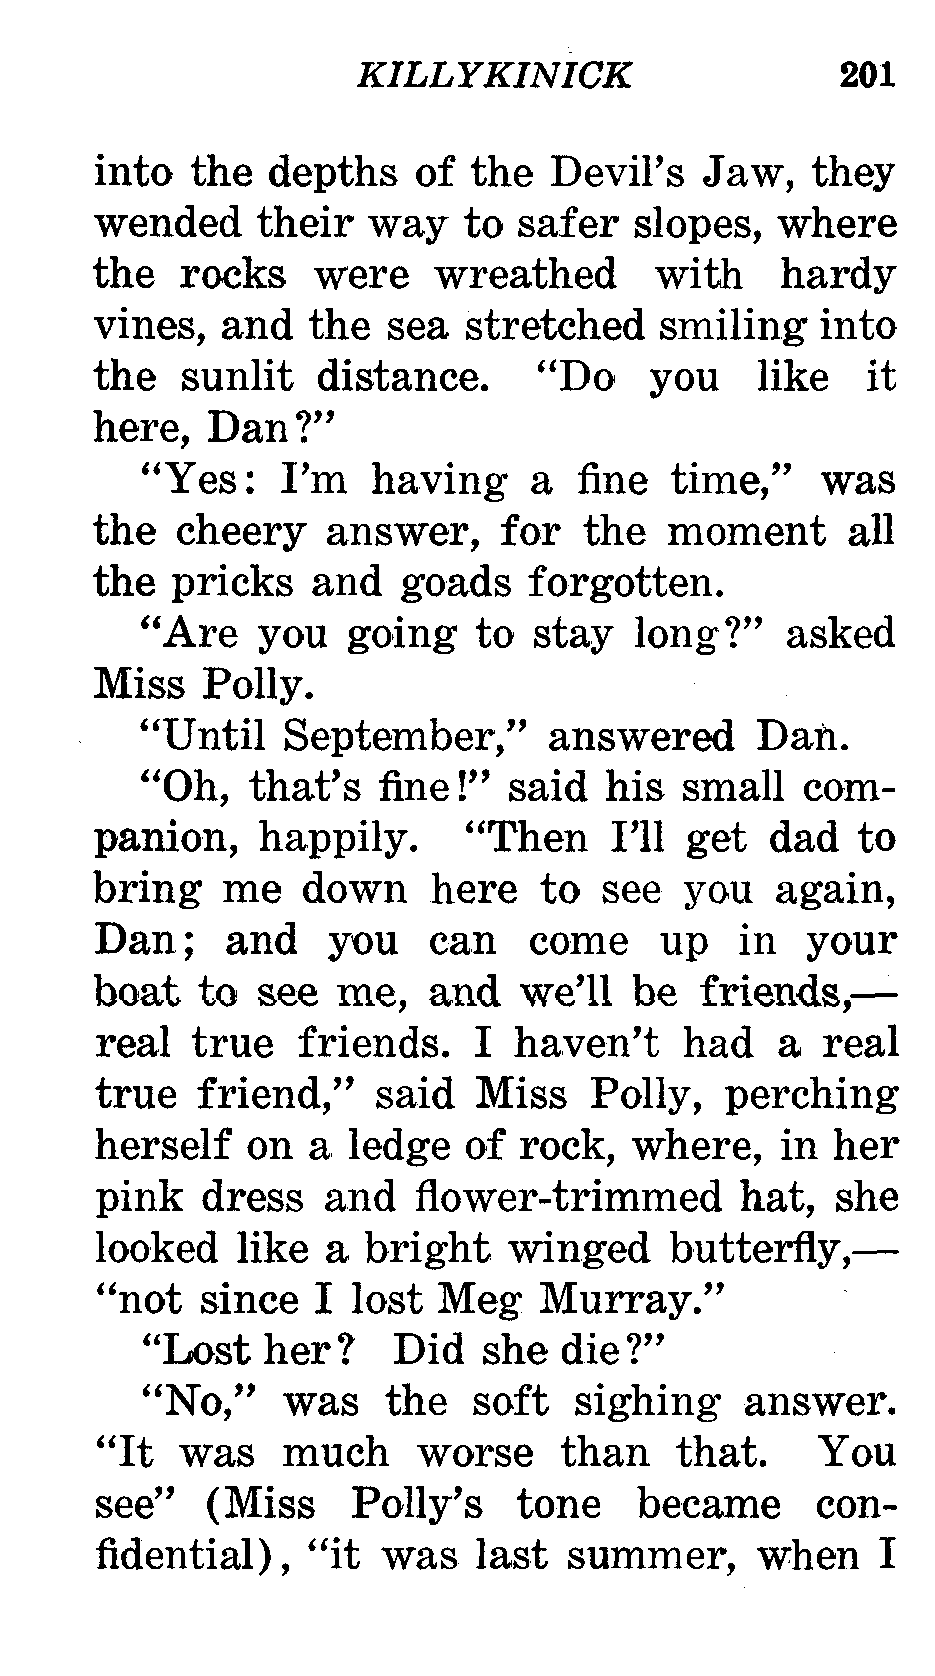 KILLYKINICK 201
into the depths of the Devil's Jaw, they
wended their way to safer slopes, where
the rocks were wreathed with hardy
vines, and the sea stretched smiling into
the sunlit distance. “Do you like it
here, Dan?”
“Yes: I'm having a fine time,” was
the cheery answer, for the moment all
the pricks and goads forgotten.
“Are you going to stay long?” asked
Miss Polly.
“Until September,” answered Dan.
“Oh, that's fine!” said his small com-
panion, happily. “Then I'll get dad to
bring me down here to see you again,
Dan; and you can come up in your
boat to see me, and we'll be friends,—
real true friends. I haven't had a real
true friend,” said Miss Polly, perching
herself on a ledge of rock, where, in her
pink dress and flower-trimmed hat, she
looked like a bright winged butterfly,—
“not since I lost Meg Murray.”
“Lost her? Did she die?”
“No,” was the soft sighing answer.
“It was much worse than that. You
see” (Miss Polly's tone became con-
fidential), “it was last summer, when I